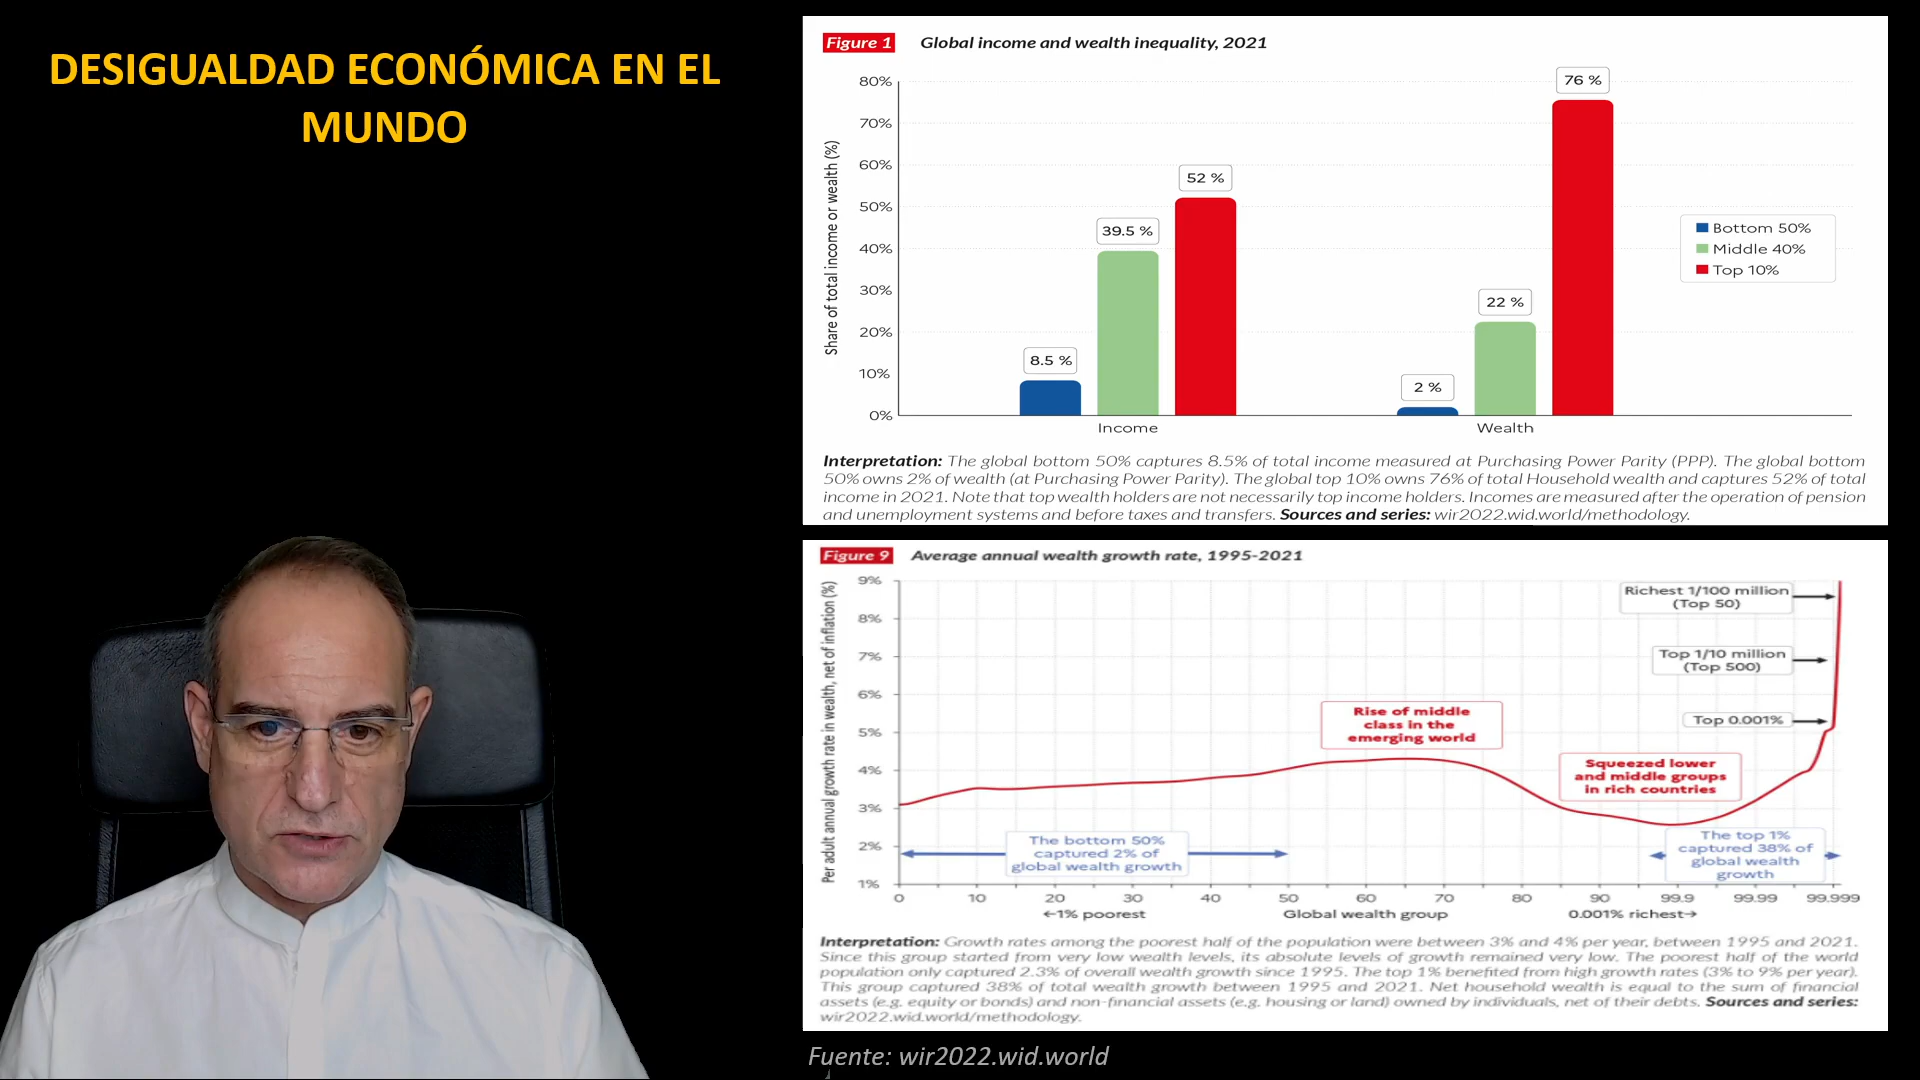 DESIGUALDAD ECONÓMICA EN EL
MUNDO
Figure 1 Global income and wealth inequality, 2021
Share of total income or wealth (%)
80%
70%
60%
50%
40%
30%
20%
10%
0%
8.5 %
39.5 %
52 %
2 %
22 %
76 %
Income
Wealth
Bottom 50%
Middle 40%
Top 10%
Interpretation: The global bottom 50% captures 8.5% of total income measured at Purchasing Power Parity (PPP). The global bottom
50% owns 2% of wealth (at Purchasing Power Parity). The global top 10% owns 76% of total Household wealth and captures 52% of total
income in 2021. Note that top wealth holders are not necessarily top income holders. Incomes are measured after the operation of pension
and unemployment systems and before taxes and transfers. Sources and series: wir2022.wid.world/methodology.
Figure 9 Average annual wealth growth rate, 1995-2021
Per adult annual growth rate in wealth, net of inflation (%)
9%
8%
7%
6%
5%
4%
3%
2%
1%
Richest 1/100 million
(Top 50)
Top 1/10 million
(Top 500)
Top 0.001%
Rise of middle
class in the
emerging world
Squeezed lower
and middle groups
in rich countries
The bottom 50%
captured 2% of
global wealth growth
The top 1%
captured 38% of
global wealth
growth
0 10 20 30 40 50 60 70 80 90 99.9 99.99 99.999
←1% poorest Global wealth group 0.001% richest→
Interpretation: Growth rates among the poorest half of the population were between 3% and 4% per year, between 1995 and 2021.
Since this group started from very low wealth levels, its absolute levels of growth remained very low. The poorest half of the world
population only captured 2.3% of overall wealth growth since 1995. The top 1% benefited from high growth rates (3% to 9% per year).
This group captured 38% of total wealth growth between 1995 and 2021. Net household wealth is equal to the sum of financial
assets (e.g. equity or bonds) and non-financial assets (e.g. housing or land) owned by individuals, net of their debts. Sources and series:
wir2022.wid.world/methodology.
Fuente: wir2022.wid.world